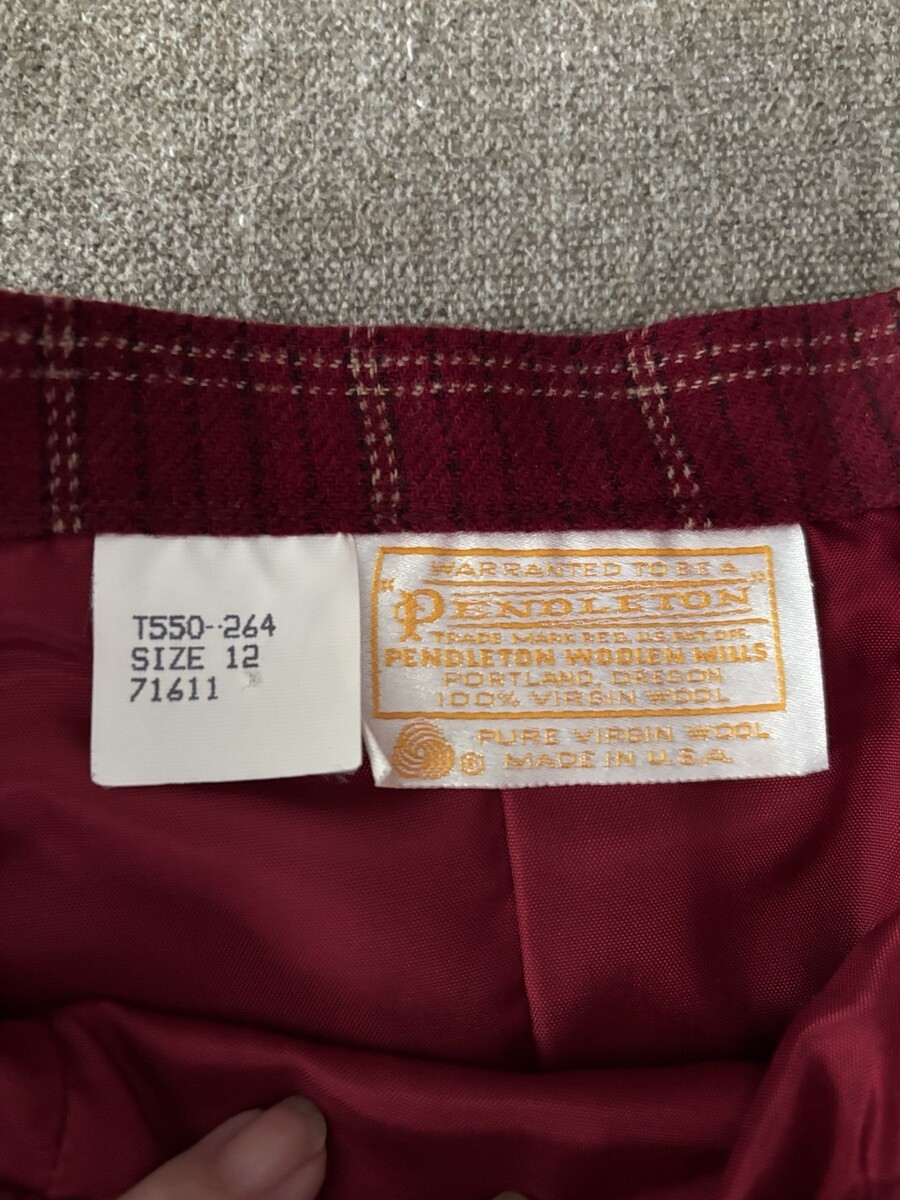 T550--264
SIZE 12
71611
WARRANTED TO BE A
"PENDLETON"
TRADE MARK REG. U.S. PAT. OFF.
PENDLETON WOOLEN MILLS
PORTLAND, OREGON
100% VIRGIN WOOL
PURE VIRGIN WOOL
® MADE IN U.S.A.